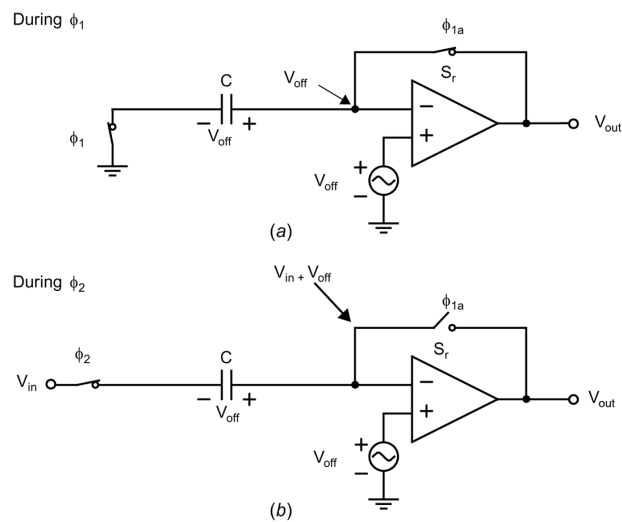 During ϕ1
ϕ1a
Sr
Voff
C
− Voff +
ϕ1
−
+
Vout
+
Voff
−
(a)
During ϕ2
Vin + Voff
ϕ1a
Sr
ϕ2
C
Vin
− Voff +
−
+
Vout
+
Voff
−
(b)